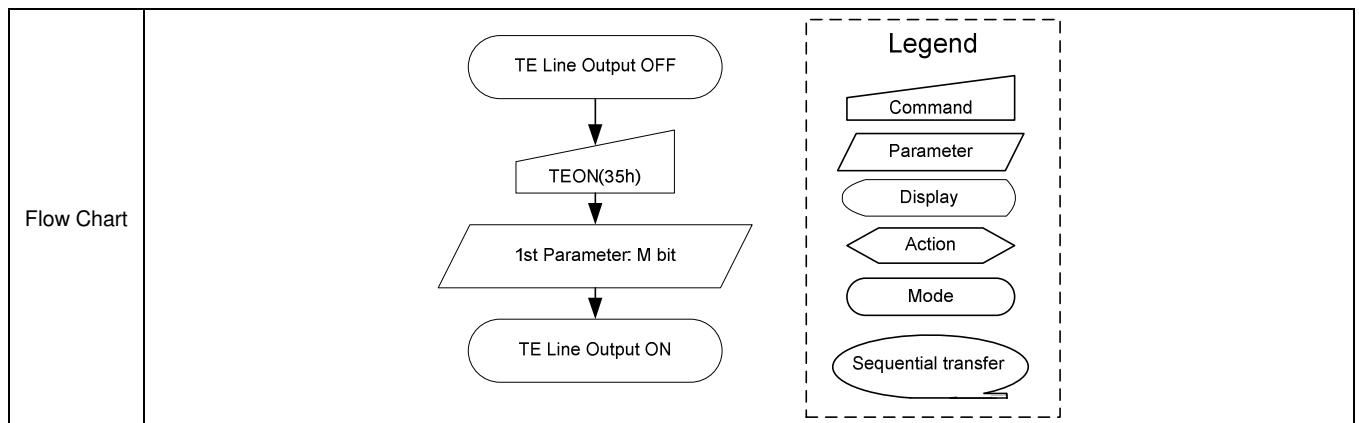 Flow Chart
TE Line Output OFF
TEON(35h)
1st Parameter: M bit
TE Line Output ON
Legend
Command
Parameter
Display
Action
Mode
Sequential transfer